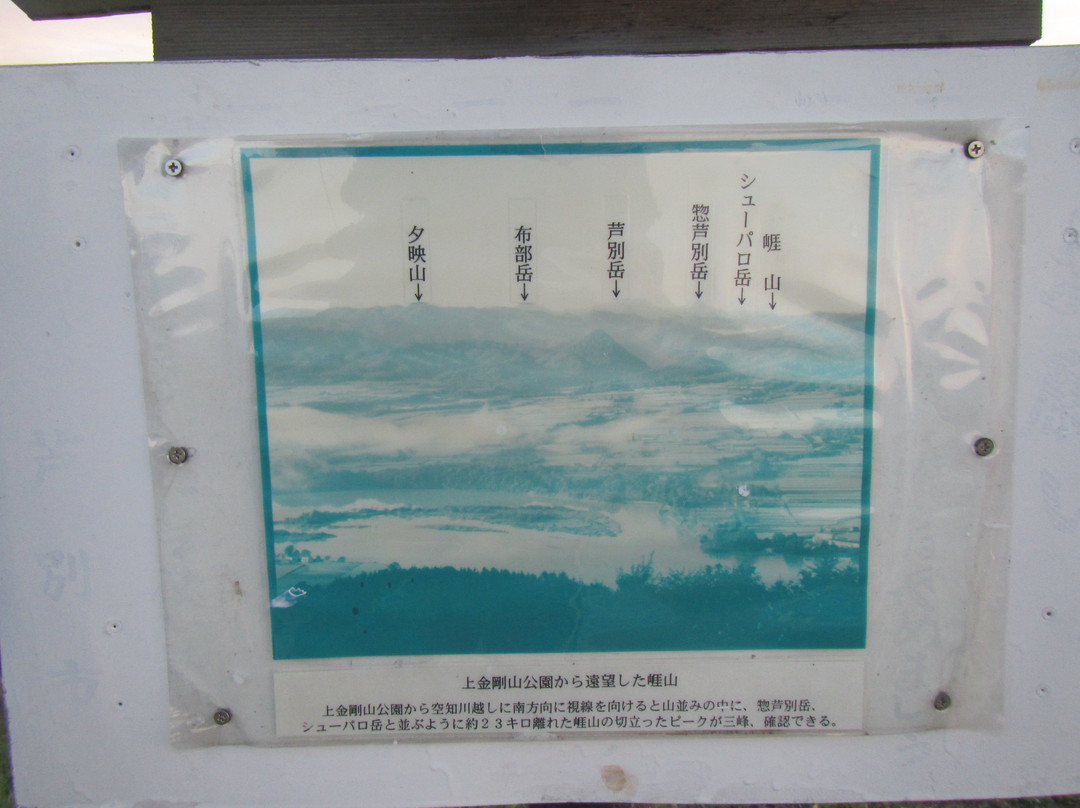 夕映山↓
布部岳↓
芦別岳↓
惣芦別岳↓
シューパロ岳↓
崕山↓
上金剛山公園から遠望した崕山
上金剛山公園から空知川越しに南方向に視線を向けると山並みの中に、惣芦別岳、
シューパロ岳と並ぶように約23キロ離れた崕山の切立ったピークが三峰、確認できる。